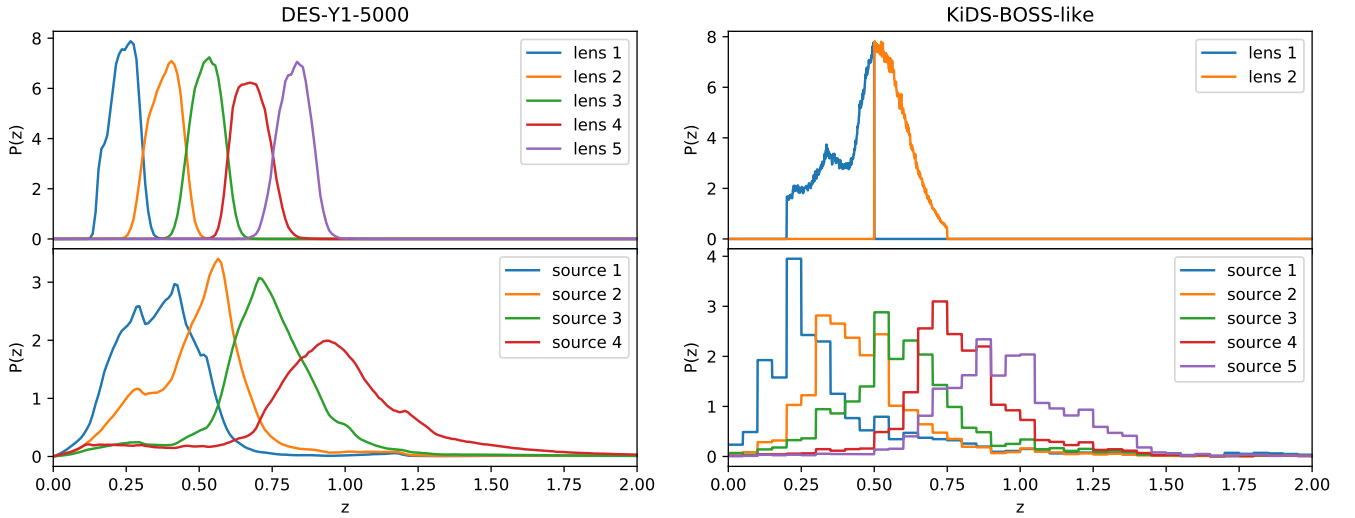 DES-Y1-5000
8
6
4
2
0
P(z)
lens 1
lens 2
lens 3
lens 4
lens 5
3
2
1
0
P(z)
source 1
source 2
source 3
source 4
0.00 0.25 0.50 0.75 1.00 1.25 1.50 1.75 2.00
z
KiDS-BOSS-like
8
6
4
2
0
P(z)
lens 1
lens 2
4
3
2
1
0
P(z)
source 1
source 2
source 3
source 4
source 5
0.00 0.25 0.50 0.75 1.00 1.25 1.50 1.75 2.00
z